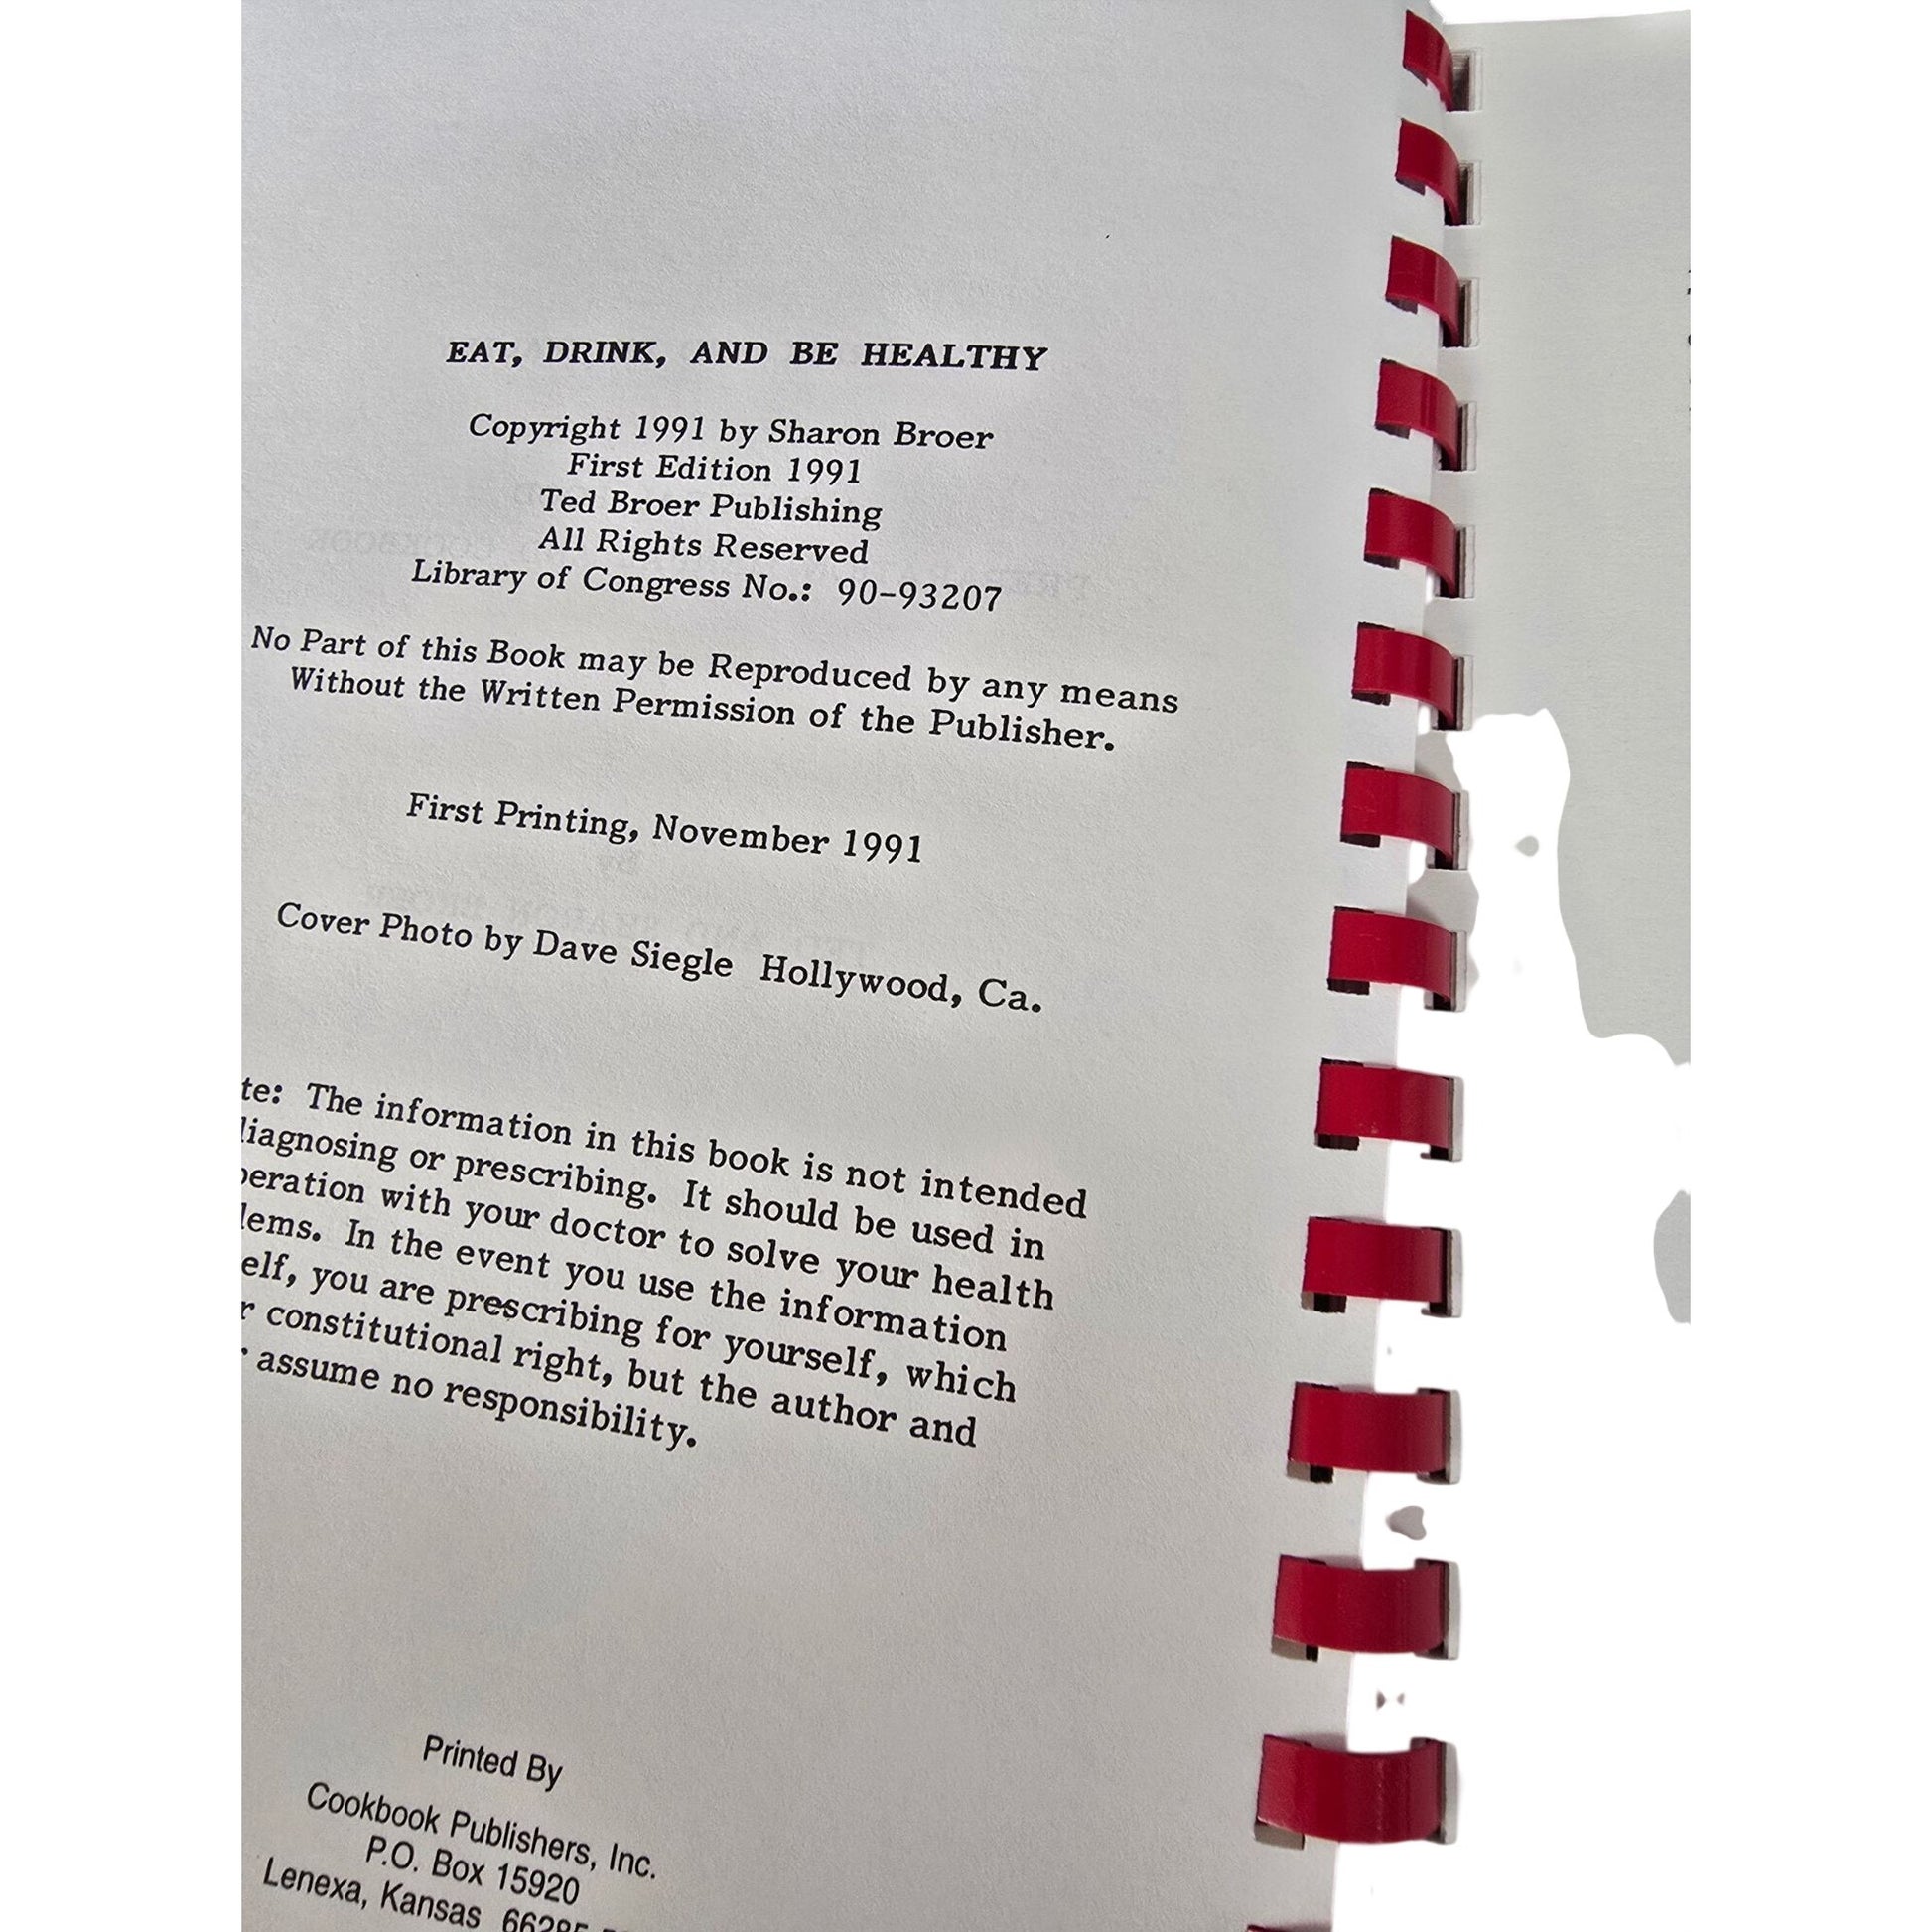 EAT, DRINK, AND BE HEALTHY
Copyright 1991 by Sharon Broer
First Edition 1991
Ted Broer Publishing
All Rights Reserved
Library of Congress No.: 90-93207
No Part of this Book may be Reproduced by any means
Without the Written Permission of the Publisher.
First Printing, November 1991
Cover Photo by Dave Siegle Hollywood, Ca.
te: The information in this book is not intended
diagnosing or prescribing. It should be used in
peration with your doctor to solve your health
lems. In the event you use the information
elf, you are prescribing for yourself, which
r constitutional right, but the author and
assume no responsibility.
Printed By
Cookbook Publishers, Inc.
P.O. Box 15920
Lenexa, Kansas 66285